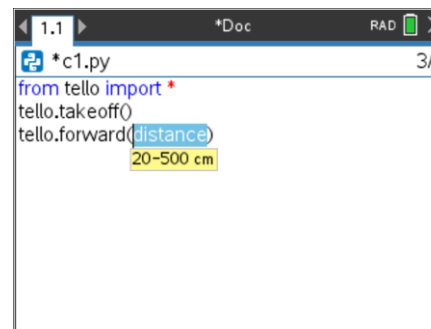 1.1 *Doc RAD
*c1.py 3/
from tello import *
tello.takeoff()
tello.forward(distance)
20-500 cm